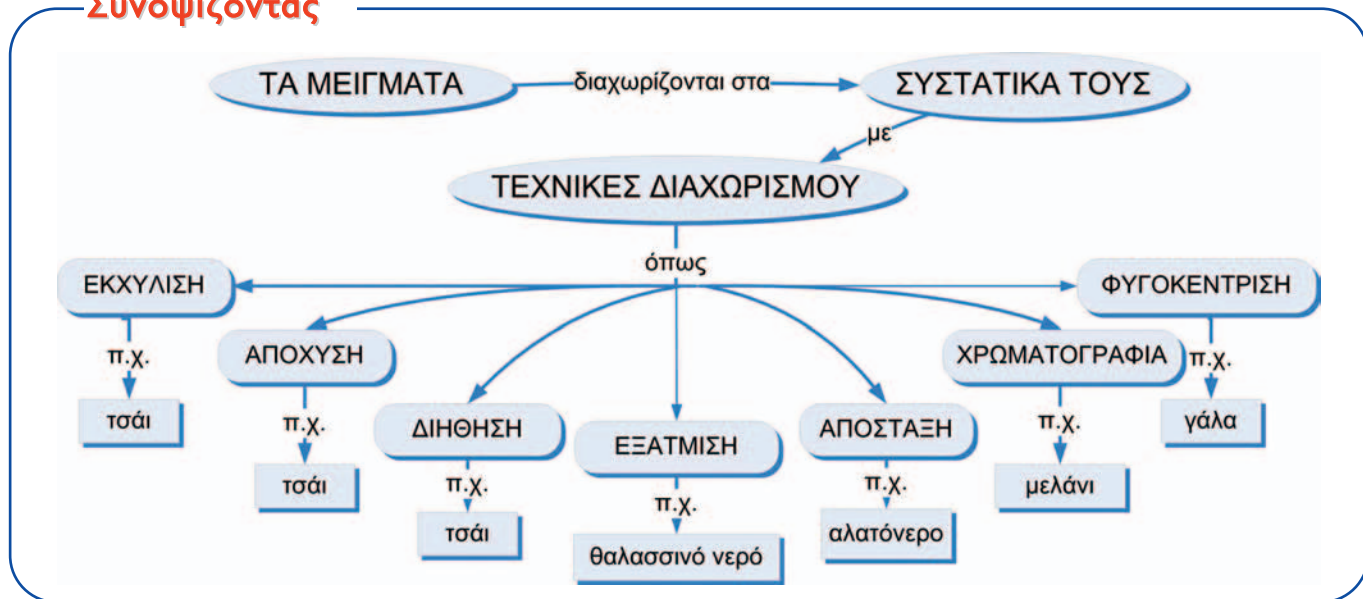 Συνοψίζοντας
ΤΑ ΜΕΙΓΜΑΤΑ
διαχωρίζονται στα
ΣΥΣΤΑΤΙΚΑ ΤΟΥΣ
με
ΤΕΧΝΙΚΕΣ ΔΙΑΧΩΡΙΣΜΟΥ
όπως
ΕΚΧΥΛΙΣΗ
π.χ.
τσάι
ΑΠΟΧΥΣΗ
π.χ.
τσάι
ΔΙΗΘΗΣΗ
π.χ.
τσάι
ΕΞΑΤΜΙΣΗ
π.χ.
θαλασσινό νερό
ΑΠΟΣΤΑΞΗ
π.χ.
αλατόνερο
ΧΡΩΜΑΤΟΓΡΑΦΙΑ
π.χ.
μελάνι
ΦΥΓΟΚΕΝΤΡΙΣΗ
π.χ.
γάλα